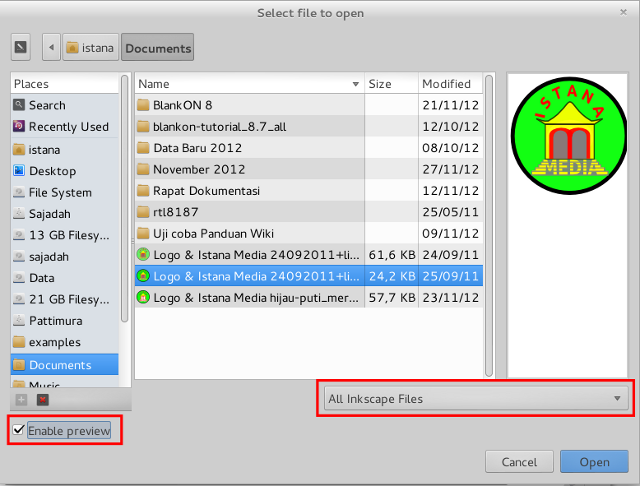 Select file to open
istana Documents
Places
Search
Recently Used
istana
Desktop
File System
Sajadah
13 GB Filesy...
sajadah
Data
21 GB Filesy...
Pattimura
examples
Documents
Music
Name Size Modified
BlankON 8 21/11/12
blankon-tutorial_8.7_all 12/10/12
Data Baru 2012 08/10/12
November 2012 27/11/12
Rapat Dokumentasi 12/11/12
rtl8187 25/05/11
Uji coba Panduan Wiki 09/11/12
Logo & Istana Media 24092011+li... 61,6 KB 24/09/11
Logo & Istana Media 24092011+li... 24,2 KB 25/09/11
Logo & Istana Media hijau-puti_mer... 57,7 KB 23/11/12
ISTANA
MEDIA
All Inkscape Files
Enable preview
Cancel Open